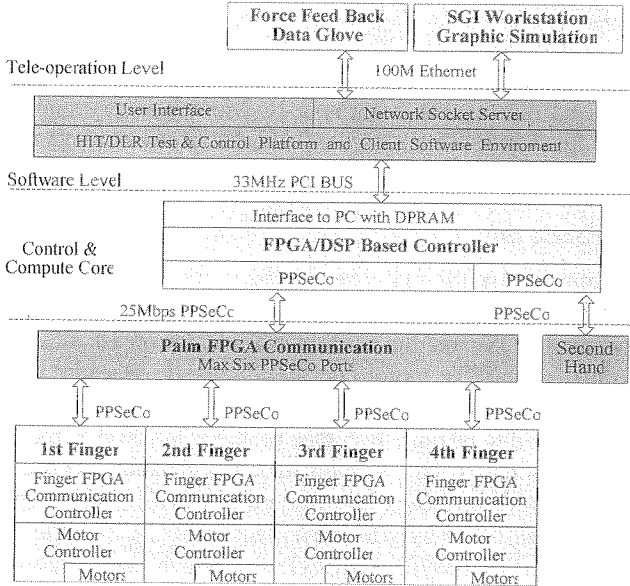 Force Feed Back
Data Glove
SGI Workstation
Graphic Simulation
Tele-operation Level
100M Ethernet
User Interface
Network Socket Server
HIT/DLR Test & Control Platform and Client Software Enviroment
Software Level
33MHz PCI BUS
Interface to PC with DPRAM
FPGA/DSP Based Controller
PPSeCo
PPSeCo
Control &
Compute Core
25Mbps PPSeCo
PPSeCo
Palm FPGA Communication
Max Six PPSeCo Ports
Second
Hand
PPSeCo
PPSeCo
PPSeCo
PPSeCo
1st Finger
2nd Finger
3rd Finger
4th Finger
Finger FPGA
Communication
Controller
Finger FPGA
Communication
Controller
Finger FPGA
Communication
Controller
Finger FPGA
Communication
Controller
Motor
Controller
Motor
Controller
Motor
Controller
Motor
Controller
Motors
Motors
Motors
Motors